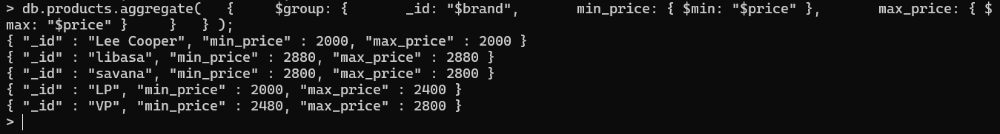 > db.products.aggregate(   {     $group: {       _id: "$brand",       min_price: { $min: "$price" },       max_price: { $
max: "$price" }     }   } );
{ "_id" : "Lee Cooper", "min_price" : 2000, "max_price" : 2000 }
{ "_id" : "libasa", "min_price" : 2880, "max_price" : 2880 }
{ "_id" : "savana", "min_price" : 2800, "max_price" : 2800 }
{ "_id" : "LP", "min_price" : 2000, "max_price" : 2400 }
{ "_id" : "VP", "min_price" : 2480, "max_price" : 2800 }
>